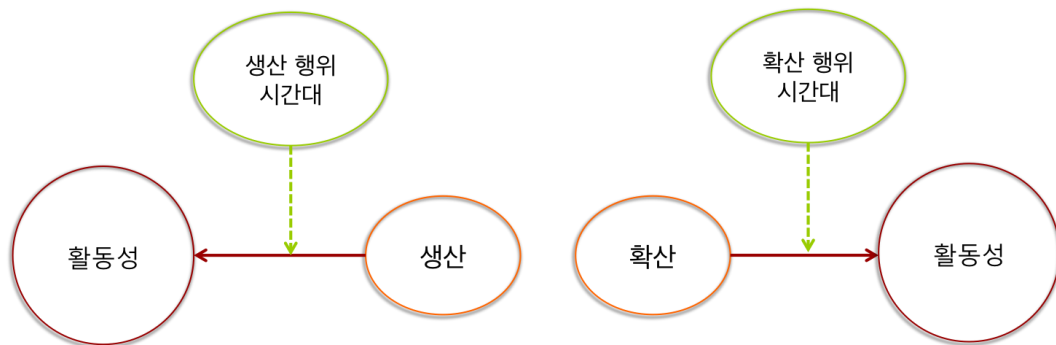 생산 행위
시간대
확산 행위
시간대
활동성
생산
확산
활동성